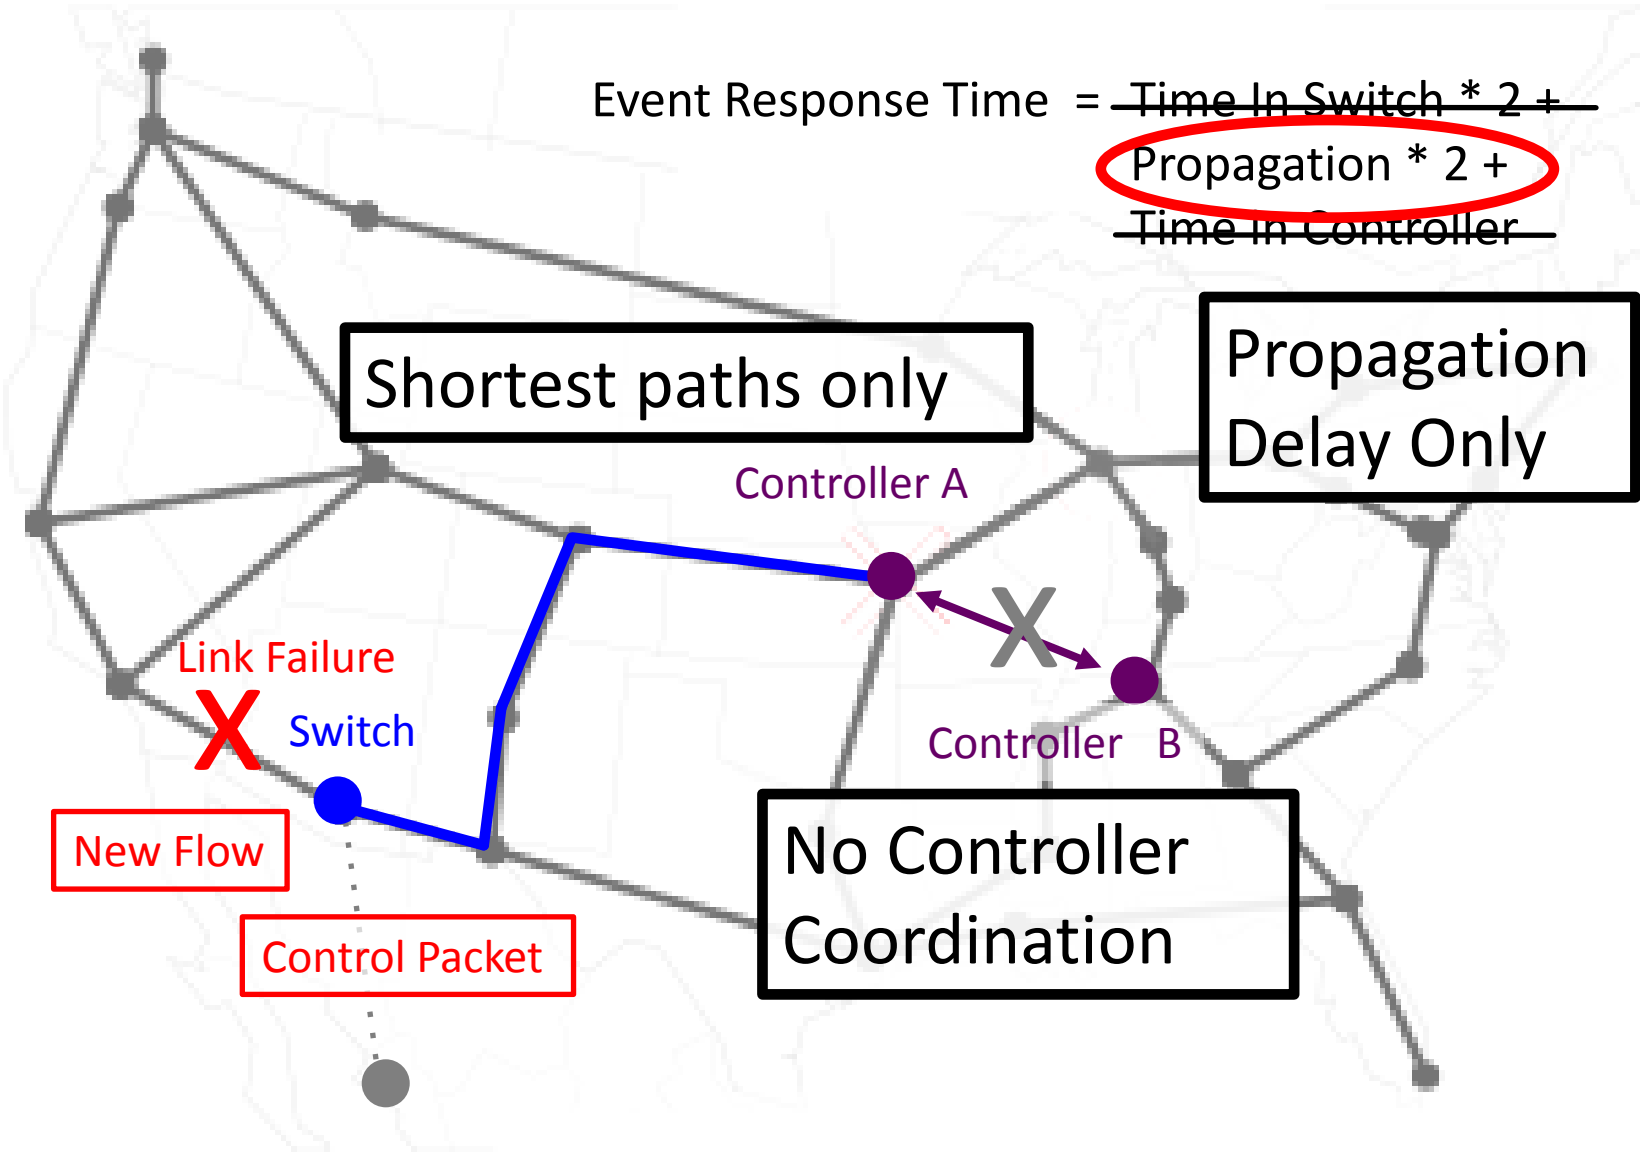 Event Response Time = Time In Switch * 2 +
Propagation * 2 +
Time In Controller
Propagation
Delay Only
Shortest paths only
Controller A
X
Link Failure
X
Switch
Controller B
New Flow
No Controller
Coordination
Control Packet